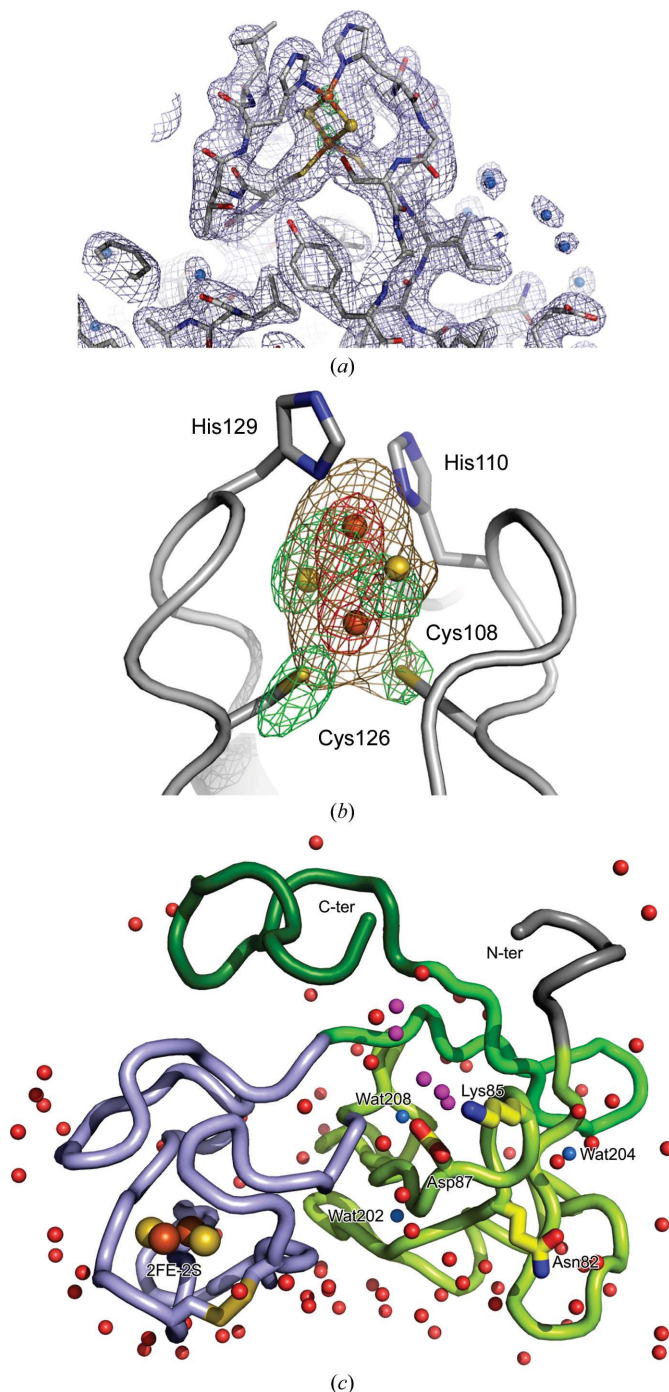 (a)
His129
His110
Cys108
Cys126
(b)
C-ter
N-ter
Wat208
Lys85
Asp87
Wat204
Wat202
2FE-2S
Asn82
(c)